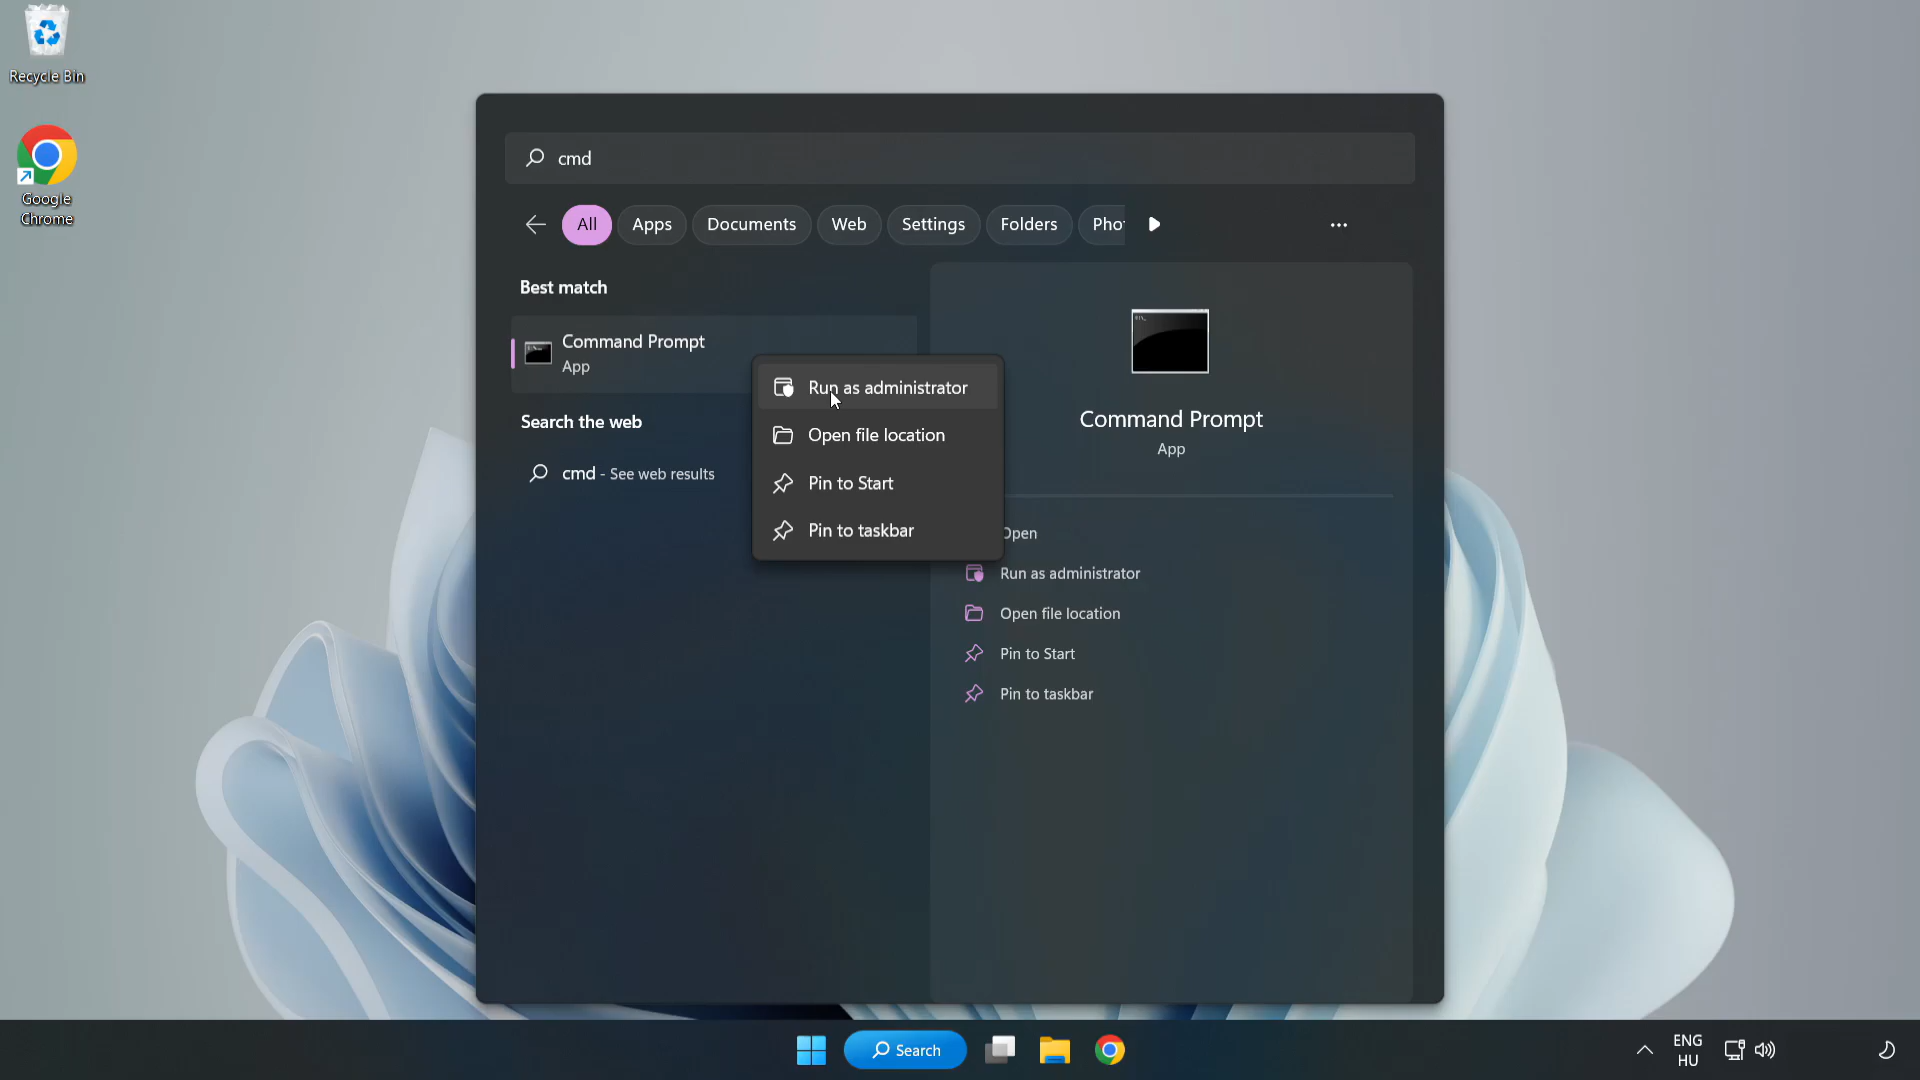 Recycle Bin
Google
Chrome
cmd
All
Apps
Documents
Web
Settings
Folders
Phot
Best match
Command Prompt
App
Search the web
cmd - See web results
Run as administrator
Open file location
Pin to Start
Pin to taskbar
Command Prompt
App
Open
Run as administrator
Open file location
Pin to Start
Pin to taskbar
Search
ENG
HU